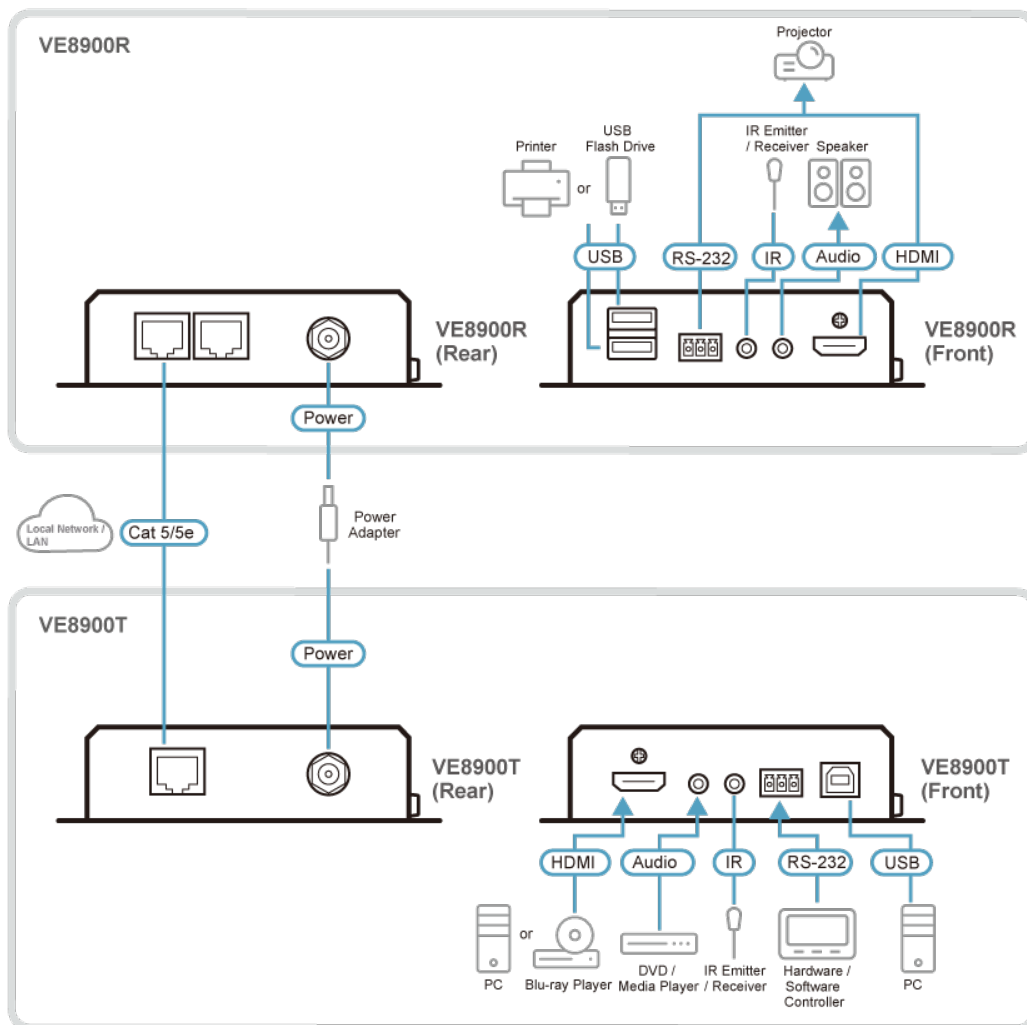 VE8900R
Projector
USB
Flash Drive
IR Emitter
/ Receiver
Speaker
Printer
or
USB
RS-232
IR
Audio
HDMI
VE8900R
(Rear)
VE8900R
(Front)
Power
Local Network /
LAN
Cat 5/5e
Power
Adapter
VE8900T
Power
VE8900T
(Rear)
VE8900T
(Front)
HDMI
Audio
IR
RS-232
USB
or
PC
Blu-ray Player
DVD /
Media Player
IR Emitter
/ Receiver
Hardware /
Software
Controller
PC